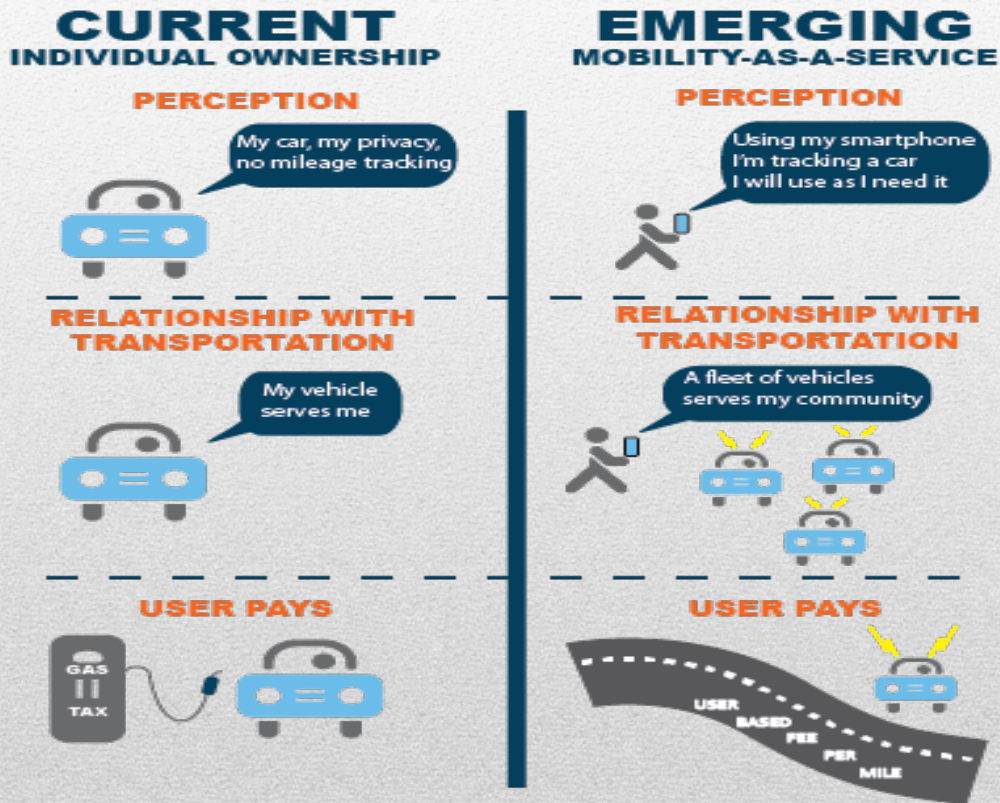 CURRENT
INDIVIDUAL OWNERSHIP
PERCEPTION
My car, my privacy,
no mileage tracking
RELATIONSHIP WITH
TRANSPORTATION
My vehicle
serves me
USER PAYS
GAS
TAX
EMERGING
MOBILITY-AS-A-SERVICE
PERCEPTION
Using my smartphone
I'm tracking a car
I will use as I need it
RELATIONSHIP WITH
TRANSPORTATION
A fleet of vehicles
serves my community
USER PAYS
USER
BASED
FEE
PER
MILE